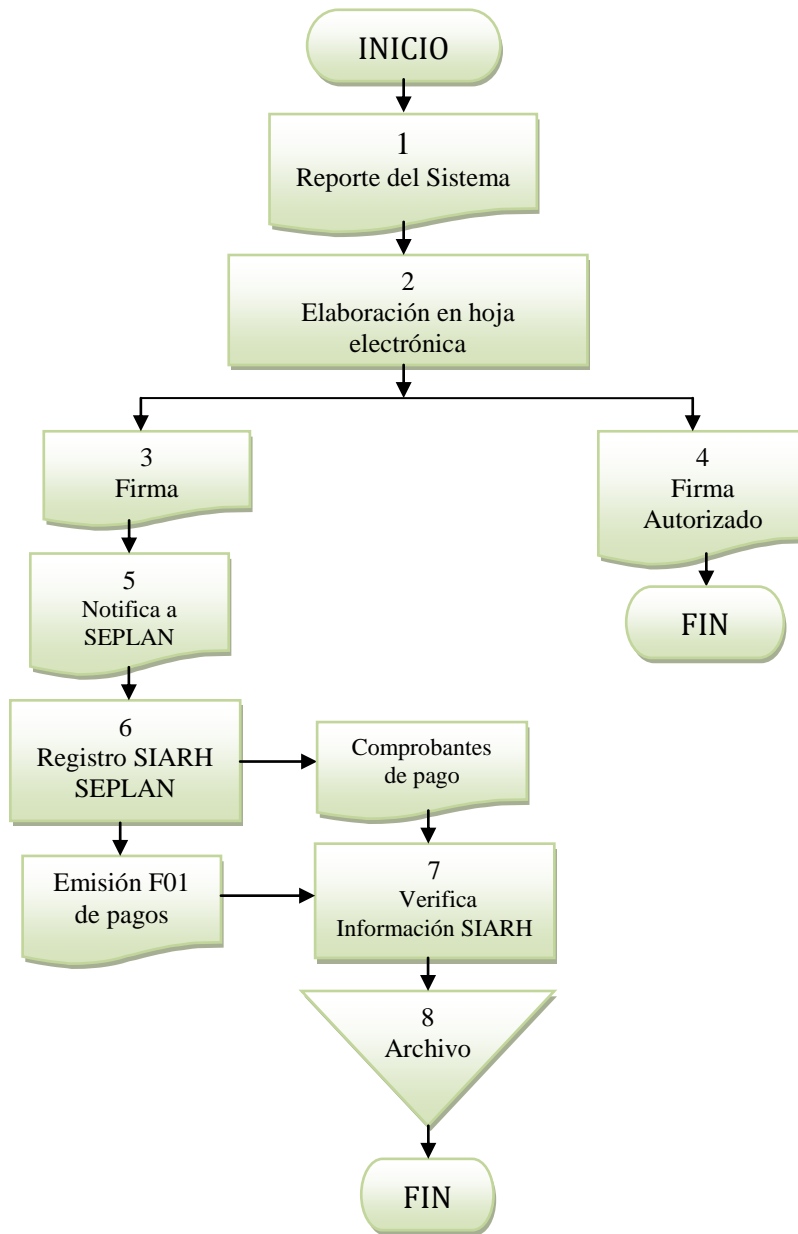 INICIO
1
Reporte del Sistema
2
Elaboración en hoja
electrónica
3
Firma
4
Firma
Autorizado
5
Notifica a
SEPLAN
FIN
6
Registro SIARH
SEPLAN
Comprobantes
de pago
Emisión F01
de pagos
7
Verifica
Información SIARH
8
Archivo
FIN